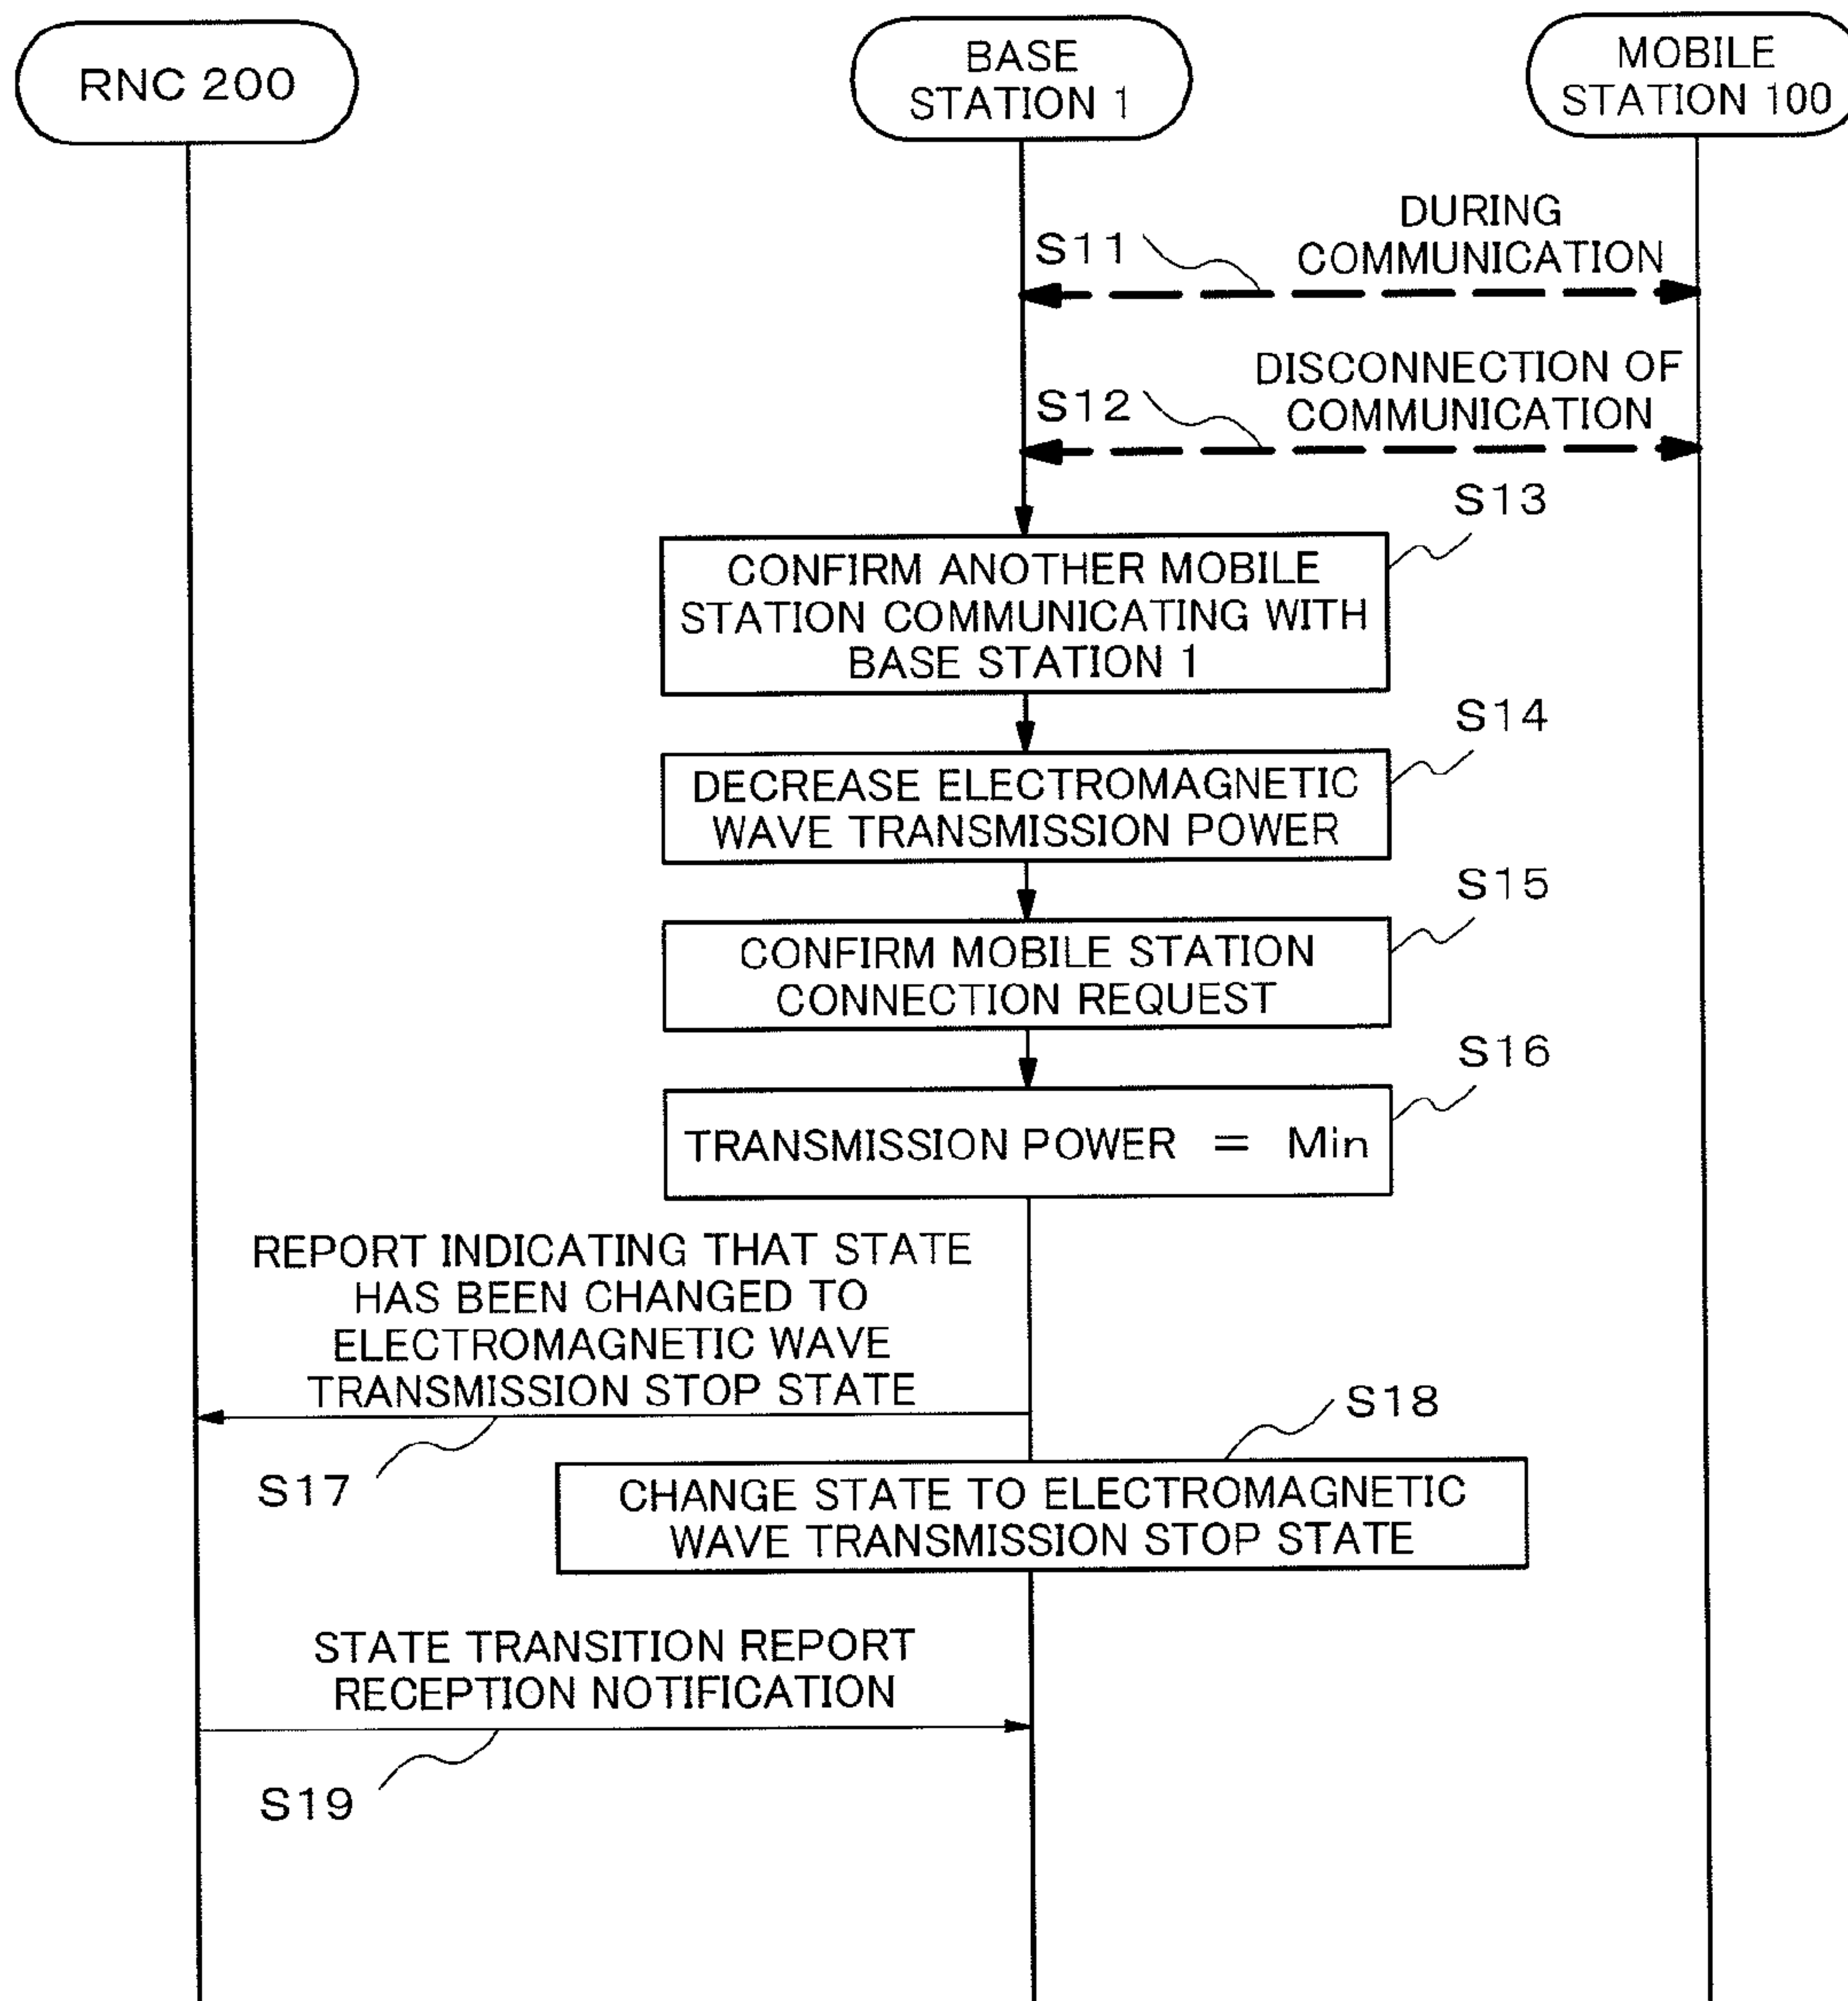 RNC 200
BASE
STATION 1
MOBILE
STATION 100
DURING
COMMUNICATION
S11
DISCONNECTION OF
COMMUNICATION
S12
S13
CONFIRM ANOTHER MOBILE
STATION COMMUNICATING WITH
BASE STATION 1
S14
DECREASE ELECTROMAGNETIC
WAVE TRANSMISSION POWER
S15
CONFIRM MOBILE STATION
CONNECTION REQUEST
S16
TRANSMISSION POWER = Min
REPORT INDICATING THAT STATE
HAS BEEN CHANGED TO
ELECTROMAGNETIC WAVE
TRANSMISSION STOP STATE
S17
S18
CHANGE STATE TO ELECTROMAGNETIC
WAVE TRANSMISSION STOP STATE
STATE TRANSITION REPORT
RECEPTION NOTIFICATION
S19